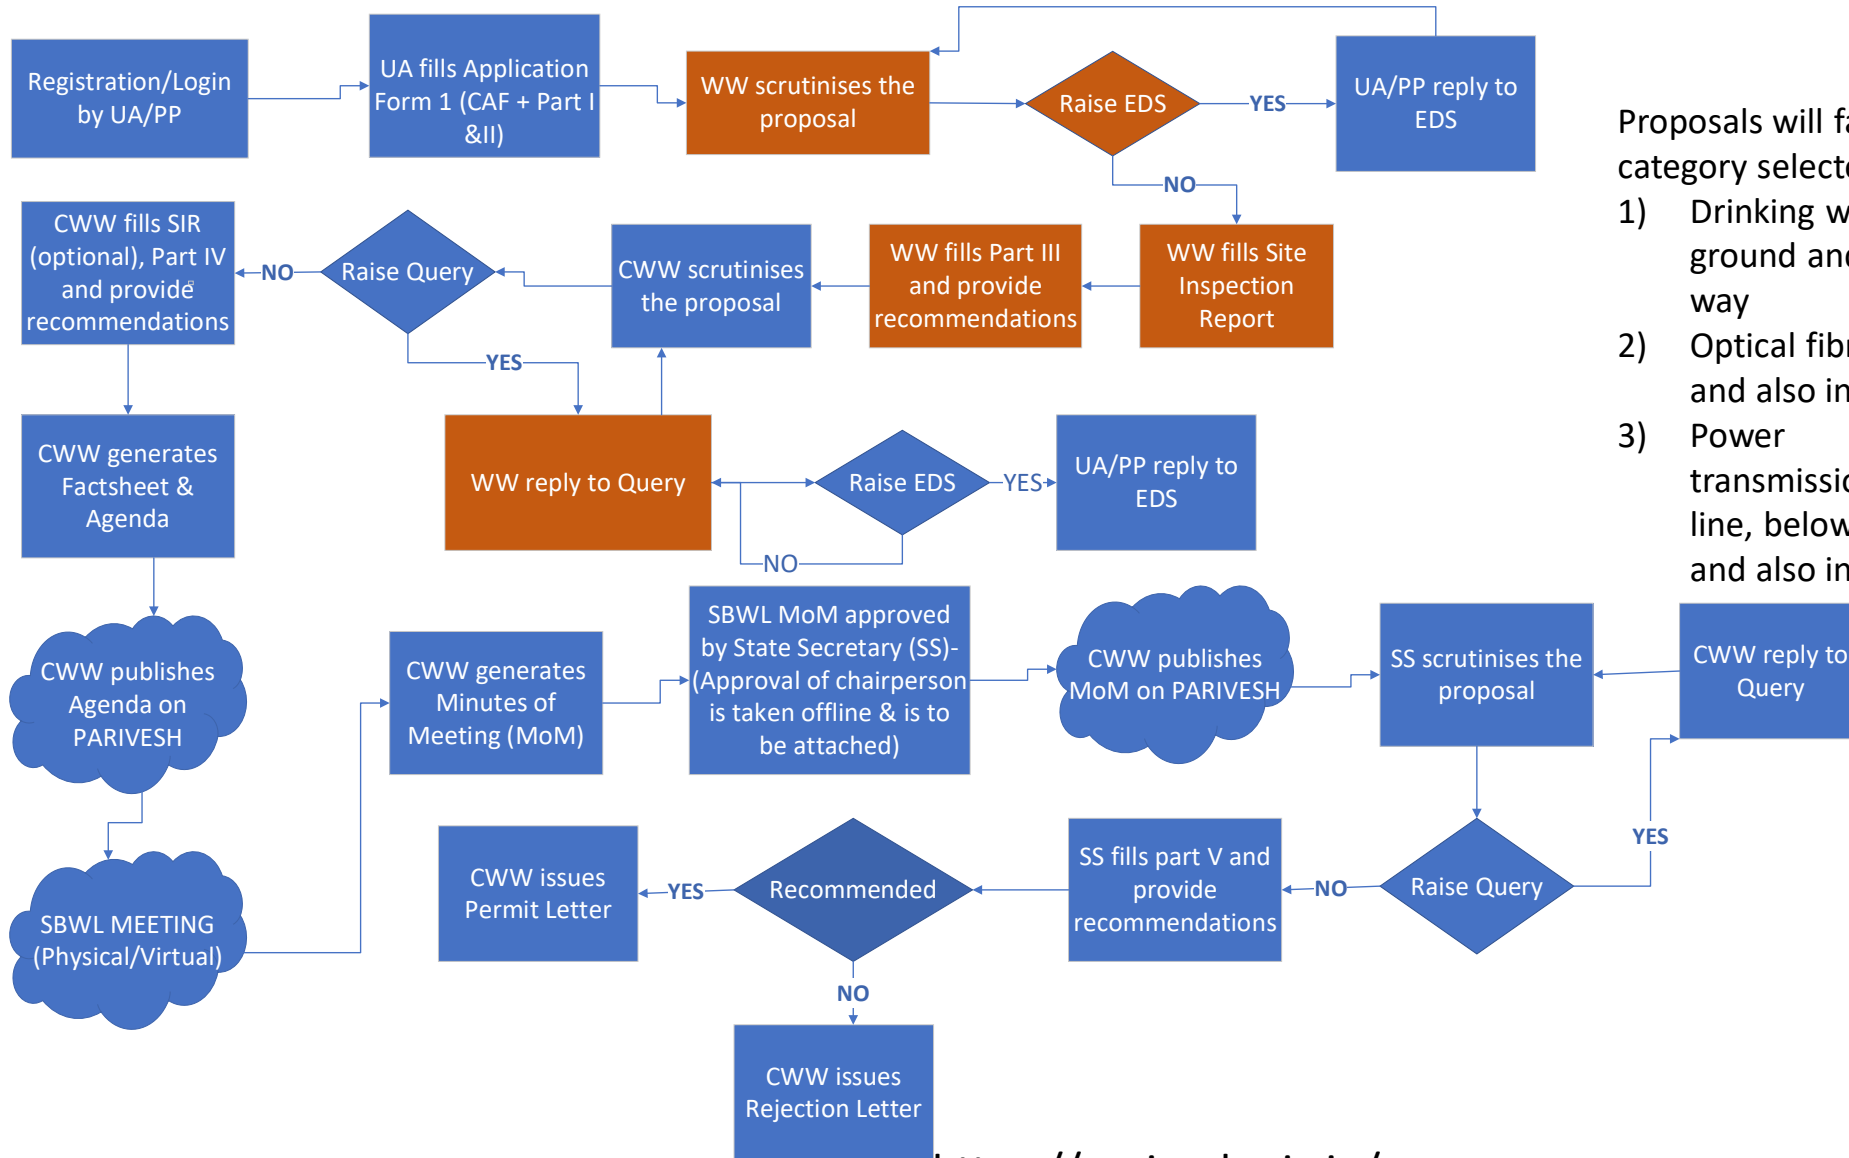 Registration/Login
by UA/PP
UA fills Application
Form 1 (CAF + Part I
&II)
WW scrutinises the
proposal
Raise EDS
YES
UA/PP reply to
EDS
NO
CWW fills SIR
(optional), Part IV
and provide
recommendations
NO
Raise Query
CWW scrutinises
the proposal
WW fills Part III
and provide
recommendations
WW fills Site
Inspection
Report
YES
CWW generates
Factsheet &
Agenda
WW reply to Query
Raise EDS
YES
UA/PP reply to
EDS
NO
Proposals will
category
1) Drinking
ground
way
2) Optical
and also
3) Power
line, below
and also
CWW publishes
Agenda on
PARIVESH
CWW generates
Minutes of
Meeting (MoM)
SBWL MoM approved
by State Secretary (SS)-
(Approval of chairperson
is taken offline & is to
be attached)
CWW publishes
MoM on PARIVESH
SS scrutinises the
proposal
CWW reply to
Query
YES
SBWL MEETING
(Physical/Virtual)
CWW issues
Permit Letter
YES
Recommended
SS fills part V and
provide
recommendations
NO
Raise Query
NO
CWW issues
Rejection Letter